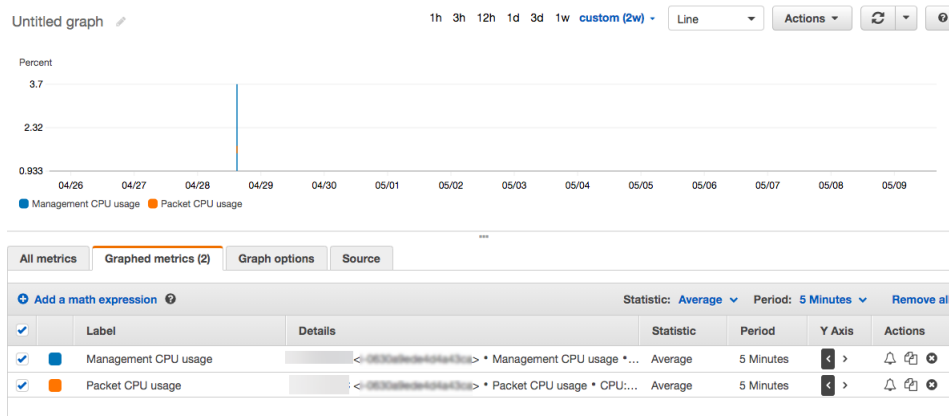 Untitled graph 1h 3h 12h 1d 3d 1w custom (2w) Line Actions
Percent
3.7
2.32
0.933
04/26 04/27 04/28 04/29 04/30 05/01 05/02 05/03 05/04 05/05 05/06 05/07 05/08 05/09
Management CPU usage Packet CPU usage
All metrics Graphed metrics (2) Graph options Source
Add a math expression Statistic: Average Period: 5 Minutes Remove all
Label Details Statistic Period Y Axis Actions
Management CPU usage < > • Management CPU usage •... Average 5 Minutes < >
Packet CPU usage < > • Packet CPU usage • CPU:... Average 5 Minutes < >